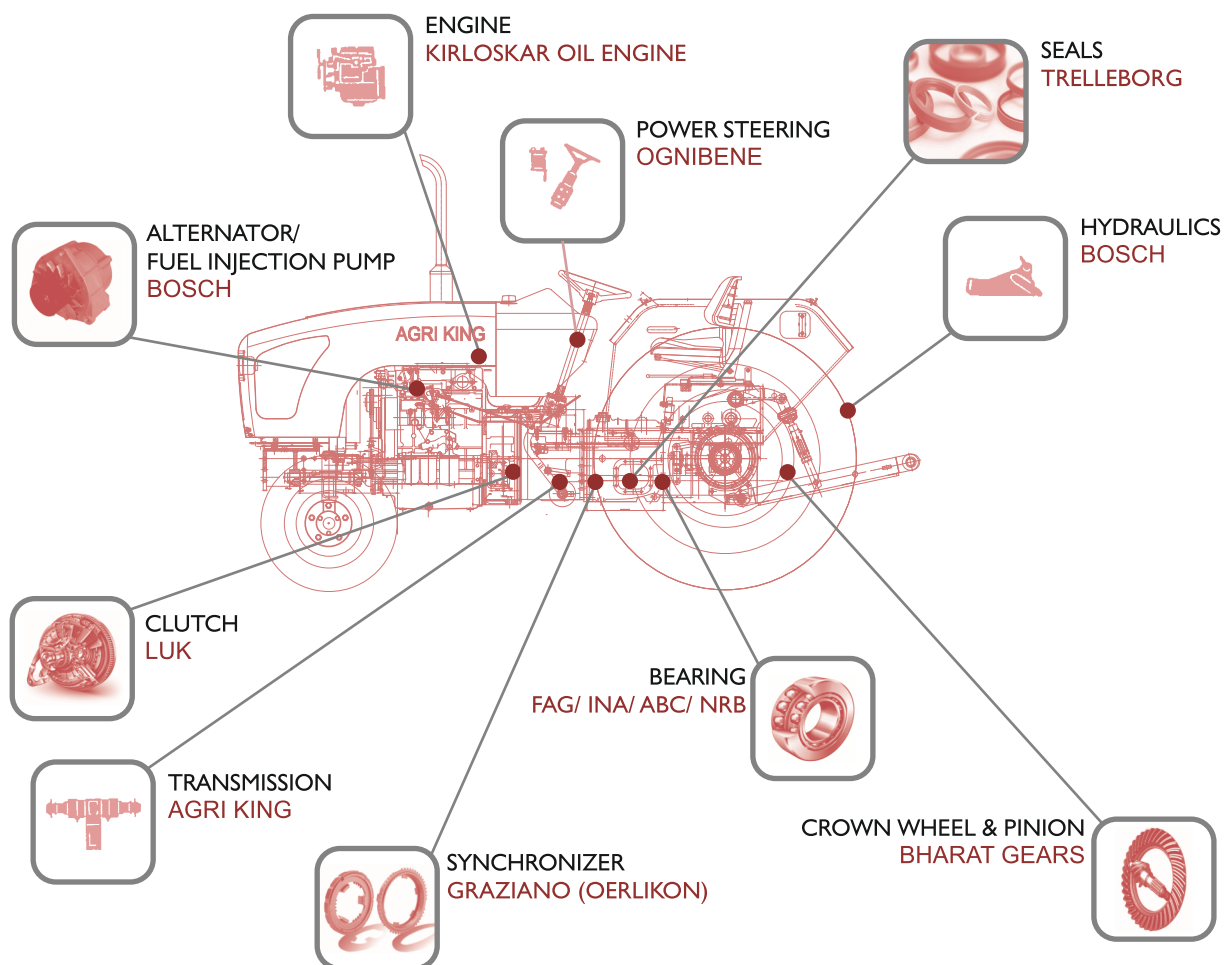 ENGINE
KIRLOSKAR OIL ENGINE
SEALS
TRELLEBORG
POWER STEERING
OGNIBENE
ALTERNATOR/
FUEL INJECTION PUMP
BOSCH
HYDRAULICS
BOSCH
AGRI KING
CLUTCH
LUK
BEARING
FAG/ INA/ ABC/ NRB
TRANSMISSION
AGRI KING
CROWN WHEEL & PINION
BHARAT GEARS
SYNCHRONIZER
GRAZIANO (OERLIKON)